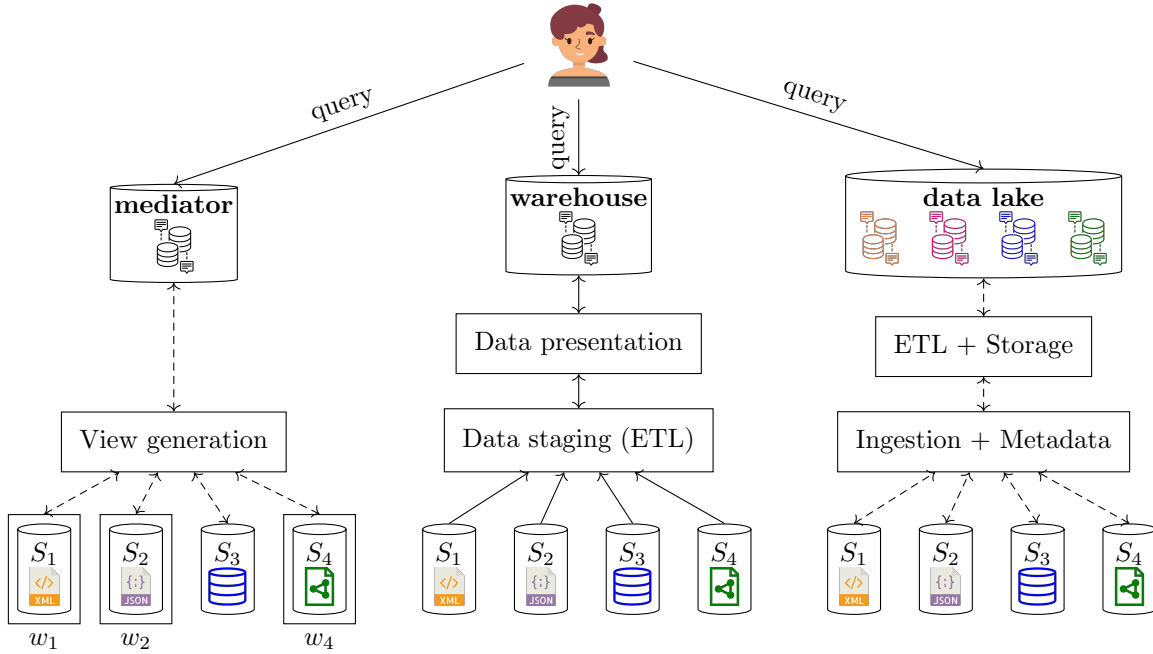 query
query
query
mediator
warehouse
data lake
Data presentation
ETL + Storage
View generation
Data staging (ETL)
Ingestion + Metadata
S1 S2 S3 S4
</> {;} 
XML JSON
w1 w2 w4
S1 S2 S3 S4
</> {;}
XML JSON
S1 S2 S3 S4
</> {;}
XML JSON